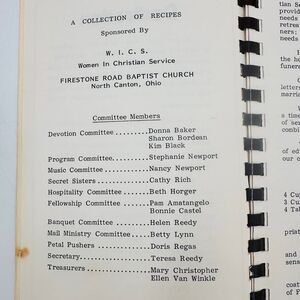 A COLLECTION OF RECIPES
Sponsored By
W. I. C. S.
Women In Christian Service
FIRESTONE ROAD BAPTIST CHURCH
North Canton, Ohio
Committee Members
Devotion Committee ........ Donna Baker
Sharon Bordean
Kim Black
Program Committee ......... Stephanie Newport
Music Committee ........... Nancy Newport
Secret Sisters ............ Cathy Rich
Hospitality Committee ..... Beth Horger
Fellowship Committee ...... Pam Amatangelo
Bonnie Castel
Banquet Committee ......... Helen Reedy
Mail Ministry Committee ... Betty Lynn
Petal Pushers ............. Doris Regas
Secretary ................. Teresa Reedy
Treasurers ................ Mary Christopher
Ellen Van Winkle